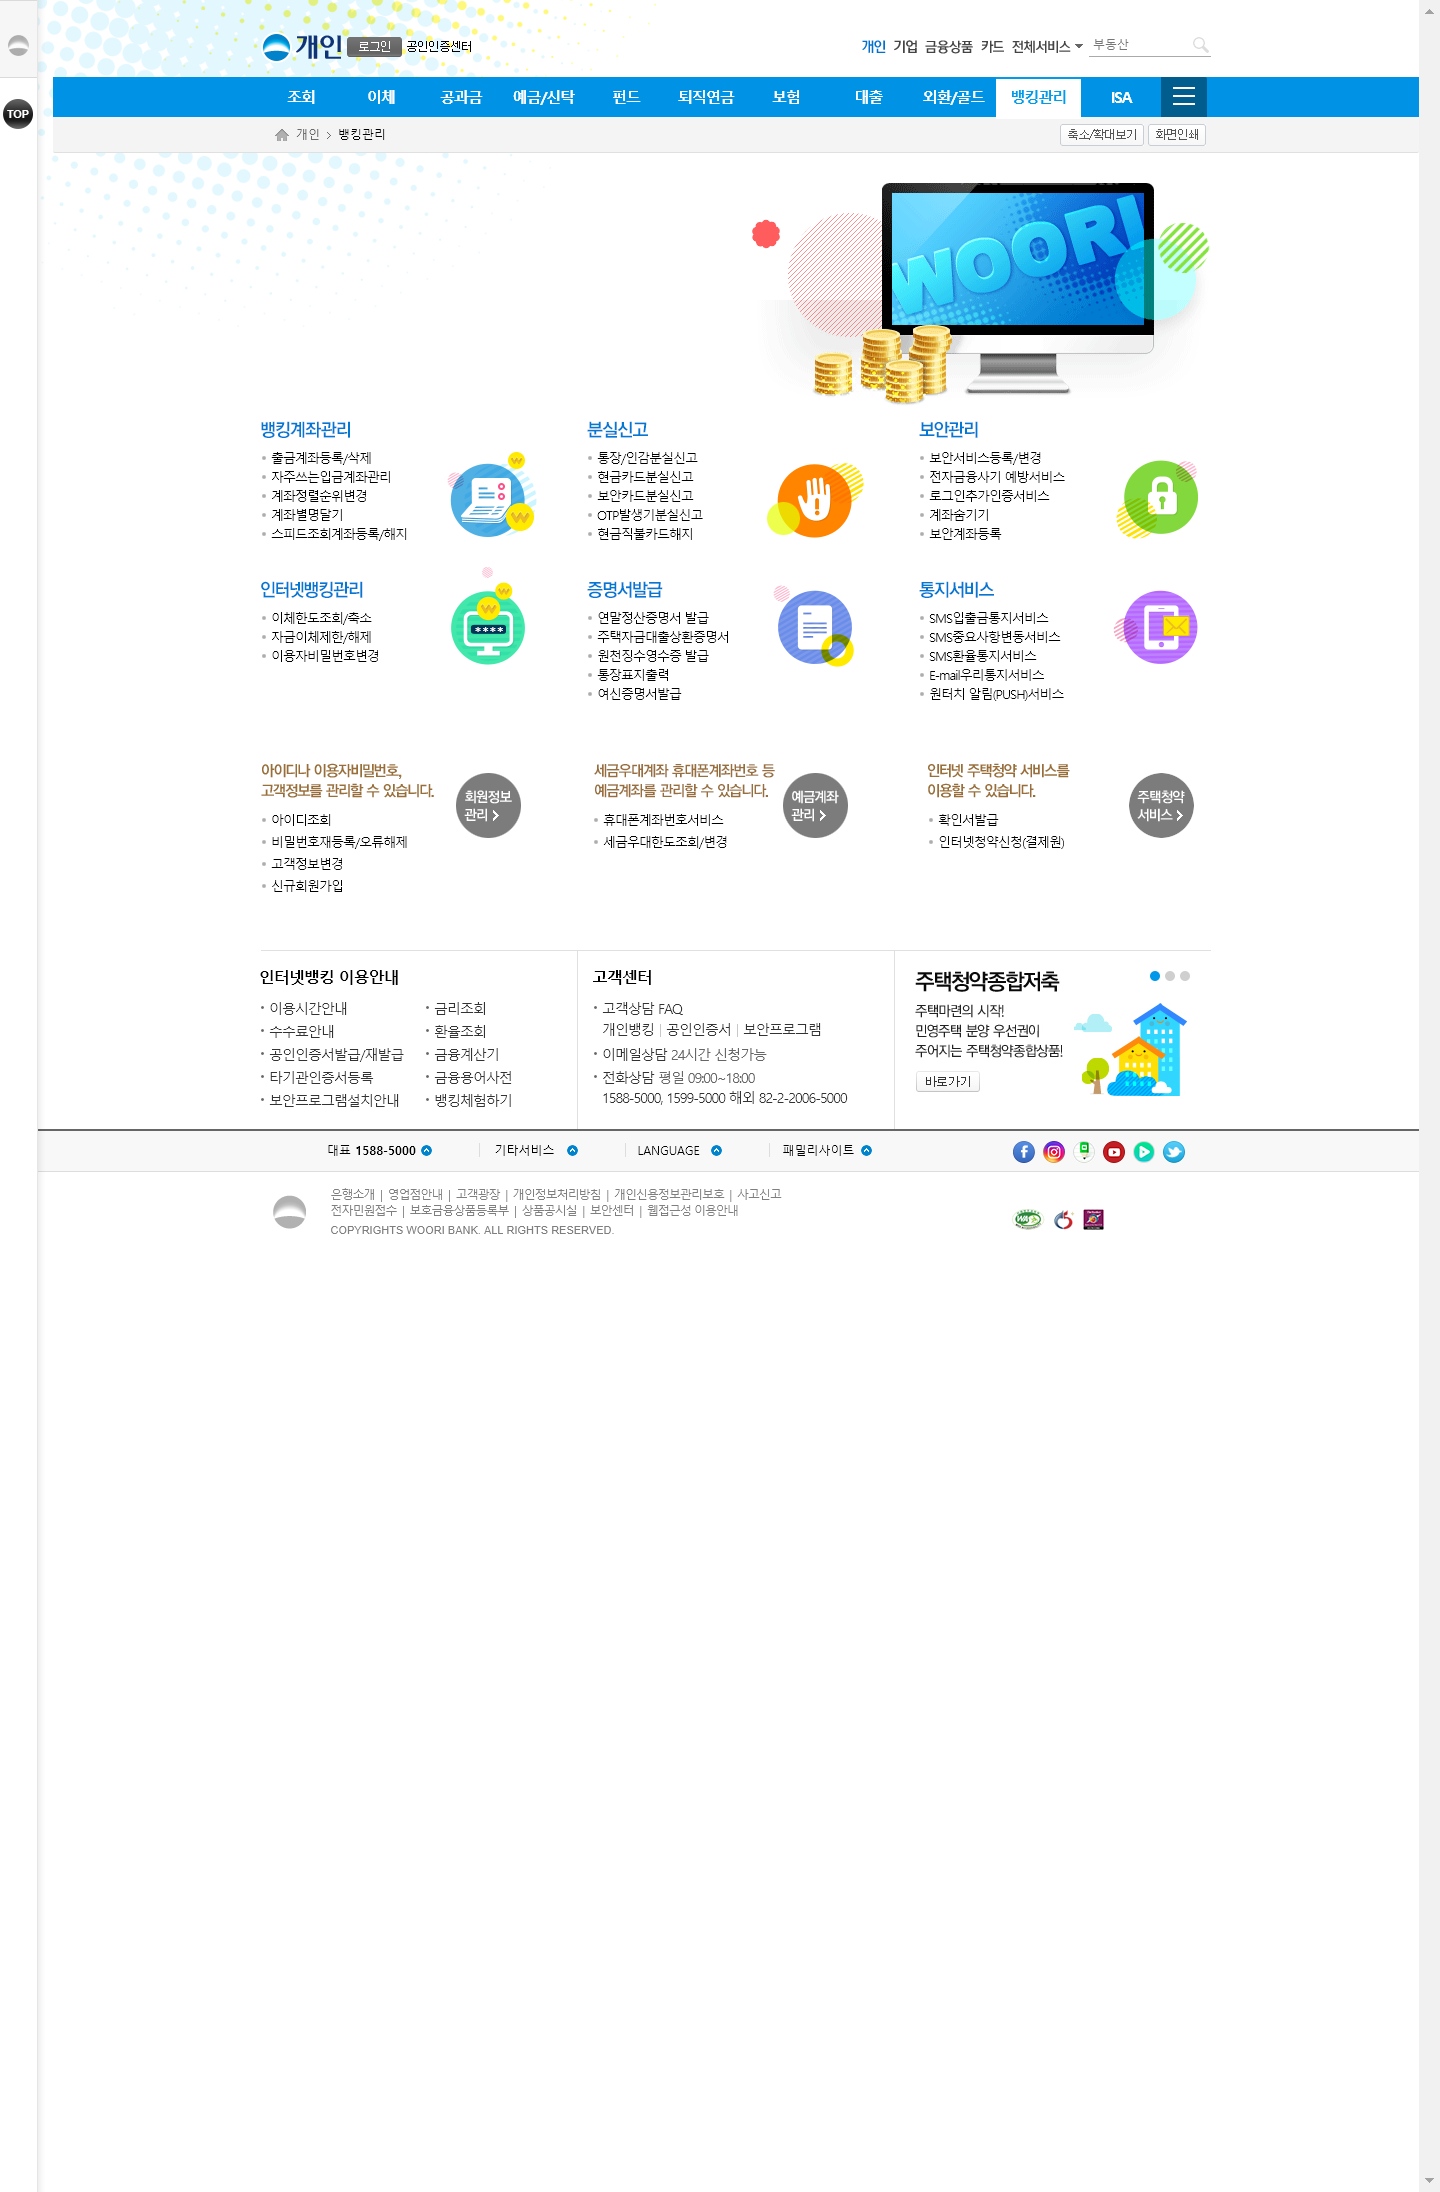 개인 로그인 공인인증센터
개인 기업 금융상품 카드 전체서비스 부동산
TOP
조회 이체 공과금 예금/신탁 펀드 퇴직연금 보험 대출 외환/골드 뱅킹관리 ISA
개인 > 뱅킹관리
축소/확대보기 화면인쇄
WOORI
뱅킹계좌관리
출금계좌등록/삭제
자주쓰는입금계좌관리
계좌정렬순위변경
계좌별명달기
스피드조회계좌등록/해지
분실신고
통장/인감분실신고
현금카드분실신고
보안카드분실신고
OTP발생기분실신고
현금직불카드해지
보안관리
보안서비스등록/변경
전자금융사기 예방서비스
로그인추가인증서비스
계좌숨기기
보안계좌등록
인터넷뱅킹관리
이체한도조회/축소
자금이체제한/해제
이용자비밀번호변경
****
증명서발급
연말정산증명서 발급
주택자금대출상환증명서
원천징수영수증 발급
통장표지출력
여신증명서발급
통지서비스
SMS입출금통지서비스
SMS중요사항변동서비스
SMS환율통지서비스
E-mail우리통지서비스
원터치 알림(PUSH)서비스
아이디나 이용자비밀번호,
고객정보를 관리할 수 있습니다.
아이디조회
비밀번호재등록/오류해제
고객정보변경
신규회원가입
회원정보
관리 >
세금우대계좌 휴대폰계좌번호 등
예금계좌를 관리할 수 있습니다.
휴대폰계좌번호서비스
세금우대한도조회/변경
예금계좌
관리 >
인터넷 주택청약 서비스를
이용할 수 있습니다.
확인서발급
인터넷청약신청(결제원)
주택청약
서비스 >
인터넷뱅킹 이용안내
이용시간안내
수수료안내
공인인증서발급/재발급
타기관인증서등록
보안프로그램설치안내
금리조회
환율조회
금융계산기
금융용어사전
뱅킹체험하기
고객센터
고객상담 FAQ
개인뱅킹 | 공인인증서 | 보안프로그램
이메일상담 24시간 신청가능
전화상담 평일 09:00~18:00
1588-5000, 1599-5000 해외 82-2-2006-5000
주택청약종합저축
주택마련의 시작!
민영주택 분양 우선권이
주어지는 주택청약종합상품!
바로가기
대표 1588-5000 기타서비스 LANGUAGE 패밀리사이트
은행소개 | 영업점안내 | 고객광장 | 개인정보처리방침 | 개인신용정보관리보호 | 사고신고
전자민원접수 | 보호금융상품등록부 | 상품공시실 | 보안센터 | 웹접근성 이용안내
COPYRIGHTS WOORI BANK. ALL RIGHTS RESERVED.